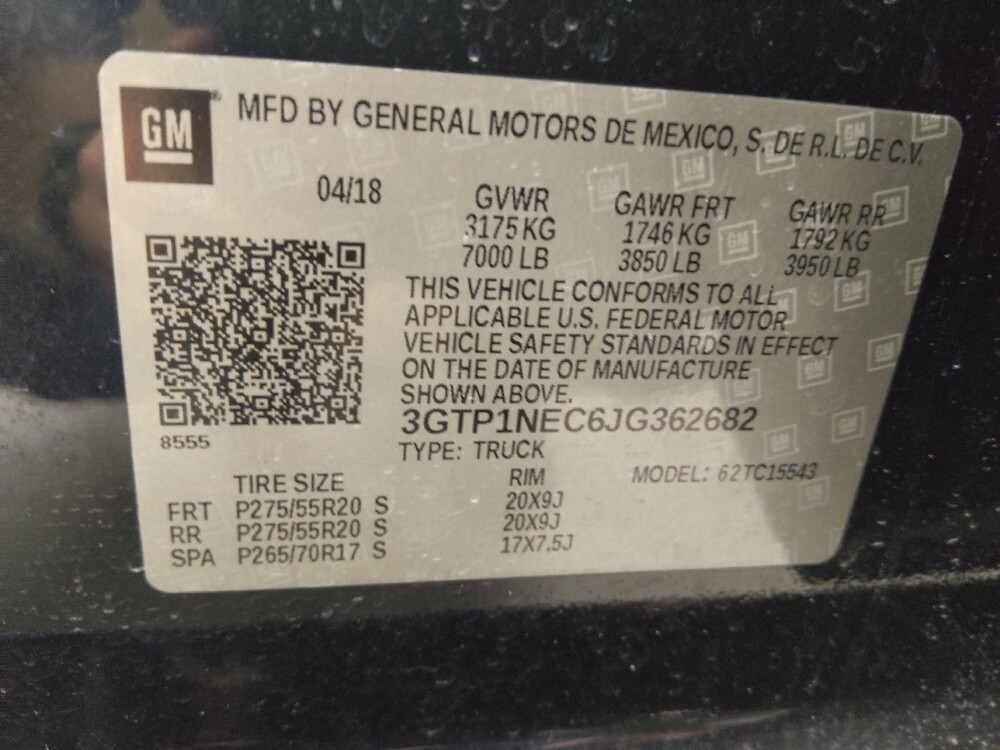 GM® MFD BY GENERAL MOTORS DE MEXICO, S. DE R.L. DE C.V.
04/18 GVWR GAWR FRT GAWR RR
3175 KG 1746 KG 1792 KG
7000 LB 3850 LB 3950 LB
THIS VEHICLE CONFORMS TO ALL
APPLICABLE U.S. FEDERAL MOTOR
VEHICLE SAFETY STANDARDS IN EFFECT
ON THE DATE OF MANUFACTURE
SHOWN ABOVE.
3GTP1NEC6JG362682
8555
TYPE: TRUCK
TIRE SIZE RIM MODEL: 62TC15543
FRT P275/55R20 S 20X9J
RR P275/55R20 S 20X9J
SPA P265/70R17 S 17X7.5J